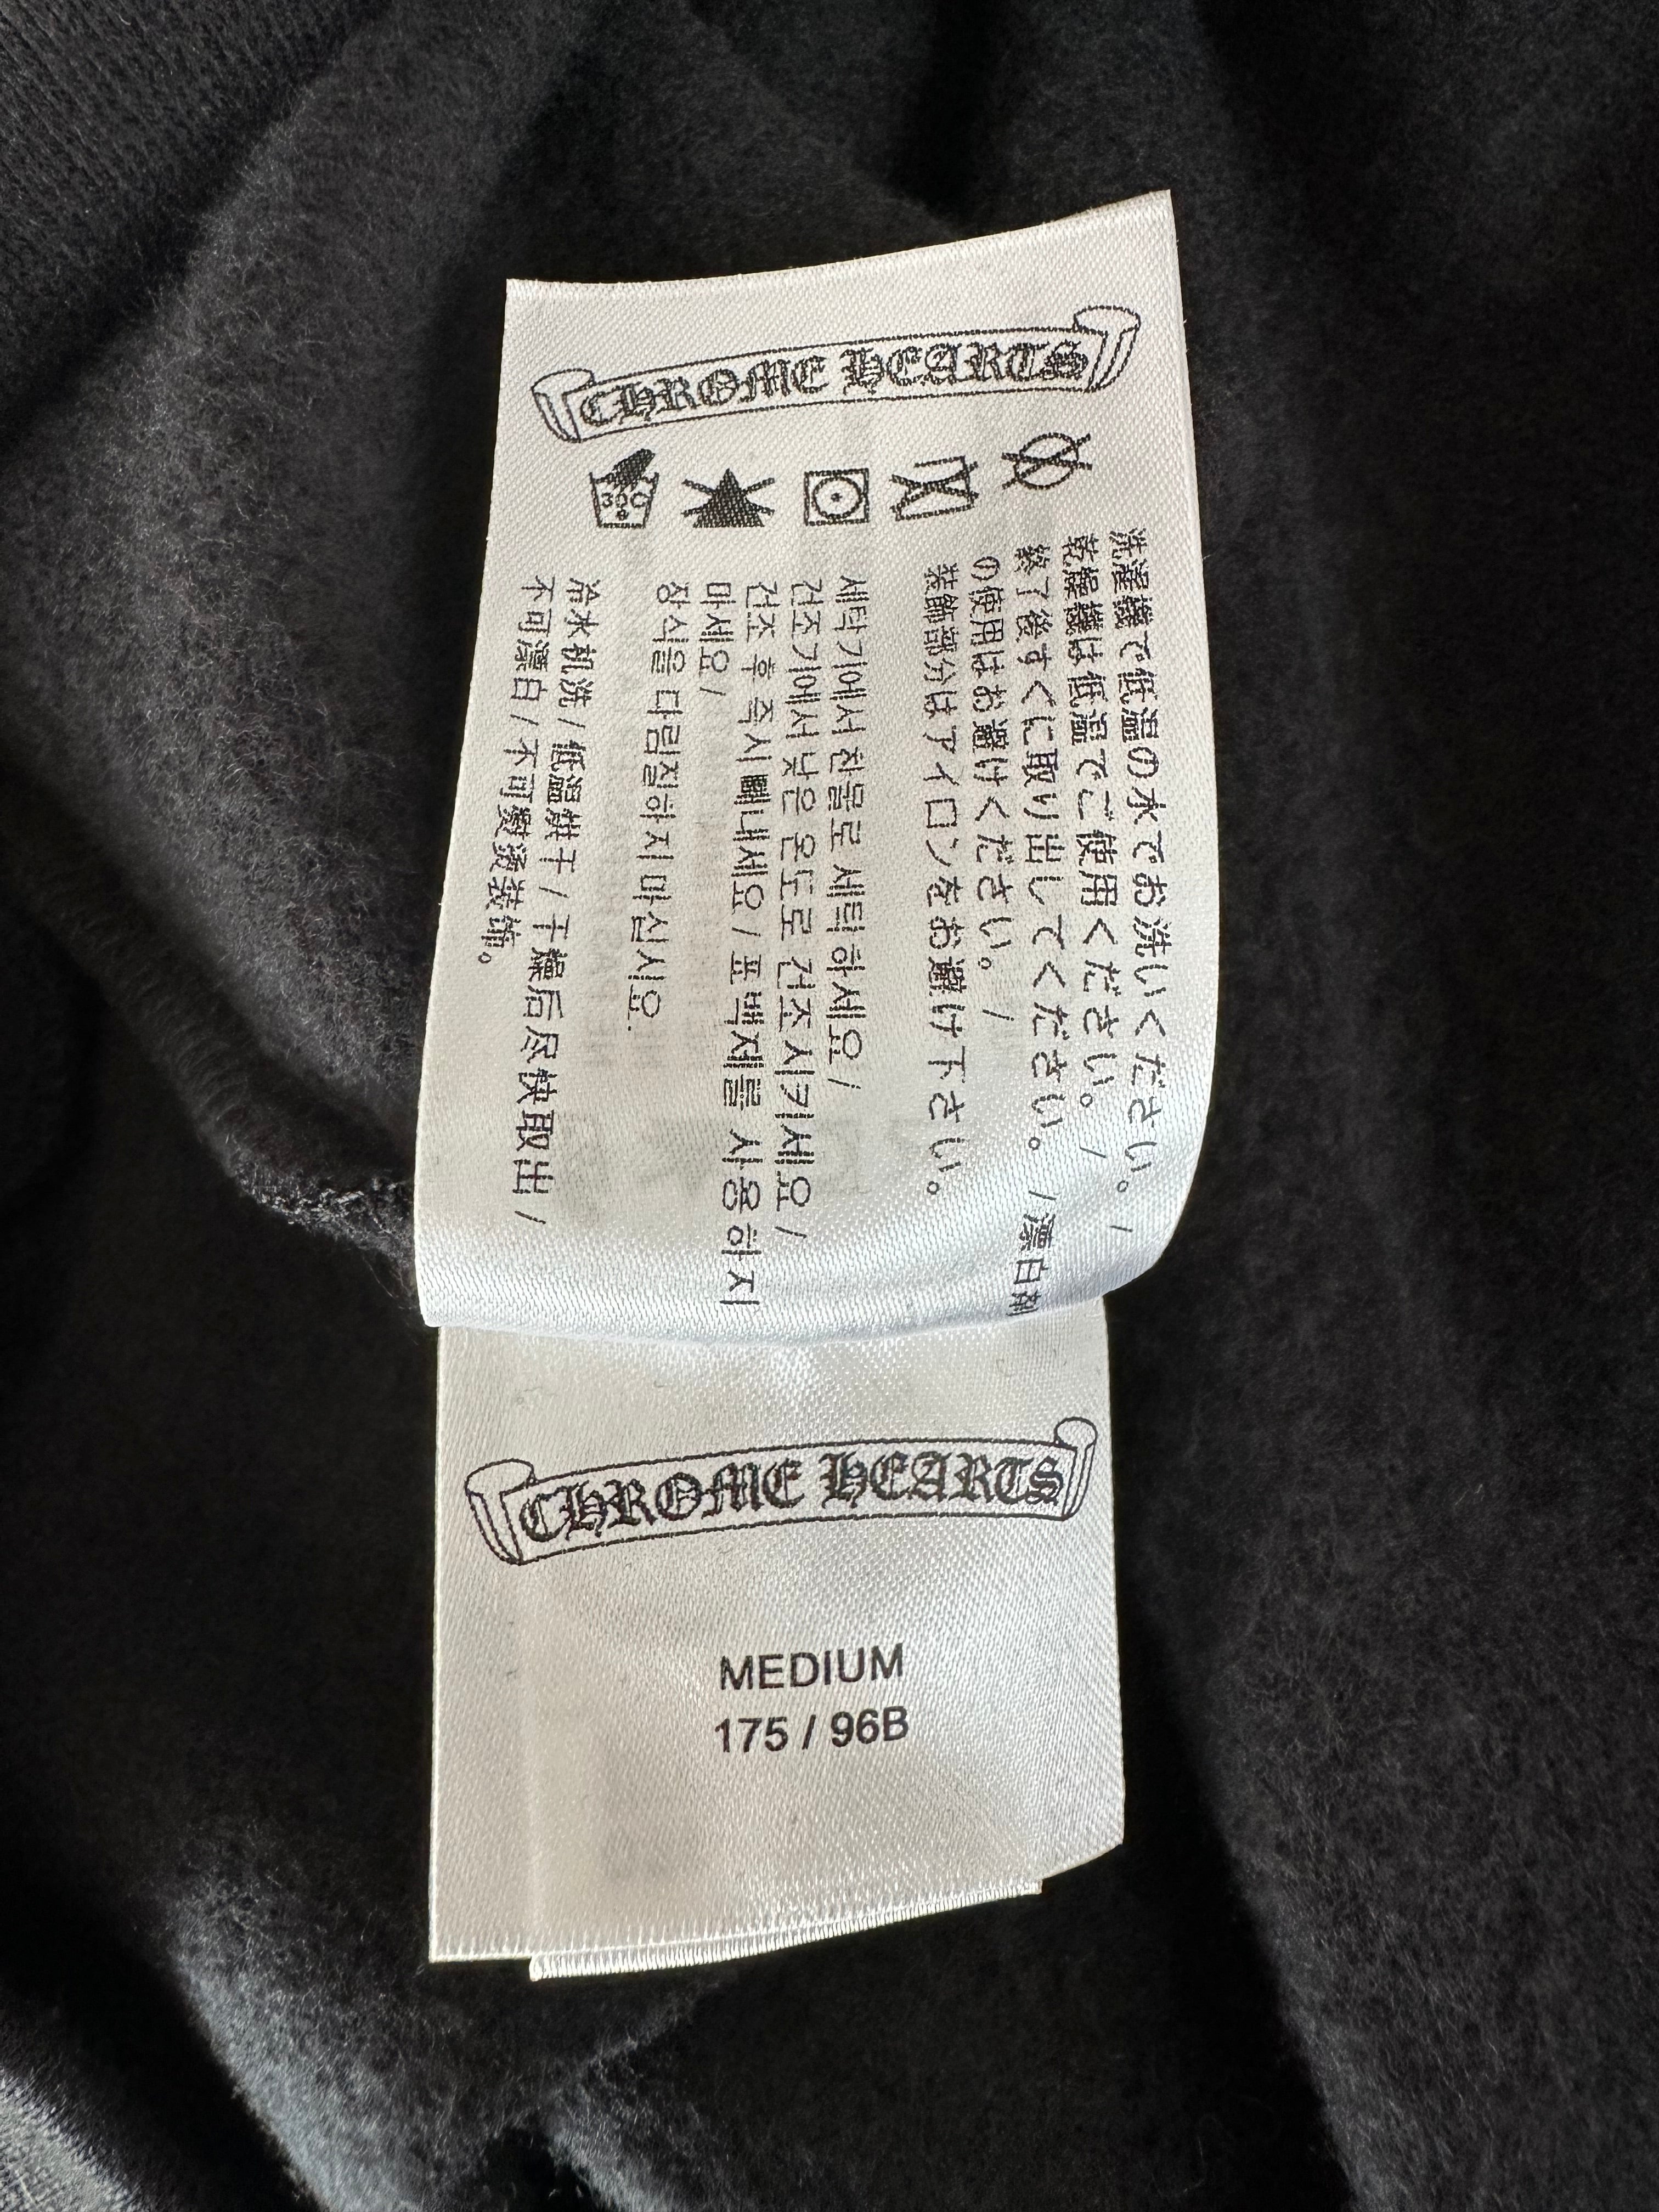 CHROME HEARTS
30C
洗濯機で低温の水でお洗いください。/
乾燥機は低温でご使用ください。/
終了後すぐに取り出してください。/漂白剤
の使用はお避けください。/
装飾部分はアイロンをお避け下さい。
세탁기에서 찬물로 세탁하세요/
건조기에서 낮은 온도로 건조시키세요/
건조 후 즉시 빼내세요/표백제를 사용하지
마세요/
장식을 다림질하지 마십시요.
冷水机洗/低溫烘干/干燥后尽快取出/
不可漂白/不可熨燙装饰。
CHROME HEARTS
MEDIUM
175 / 96B